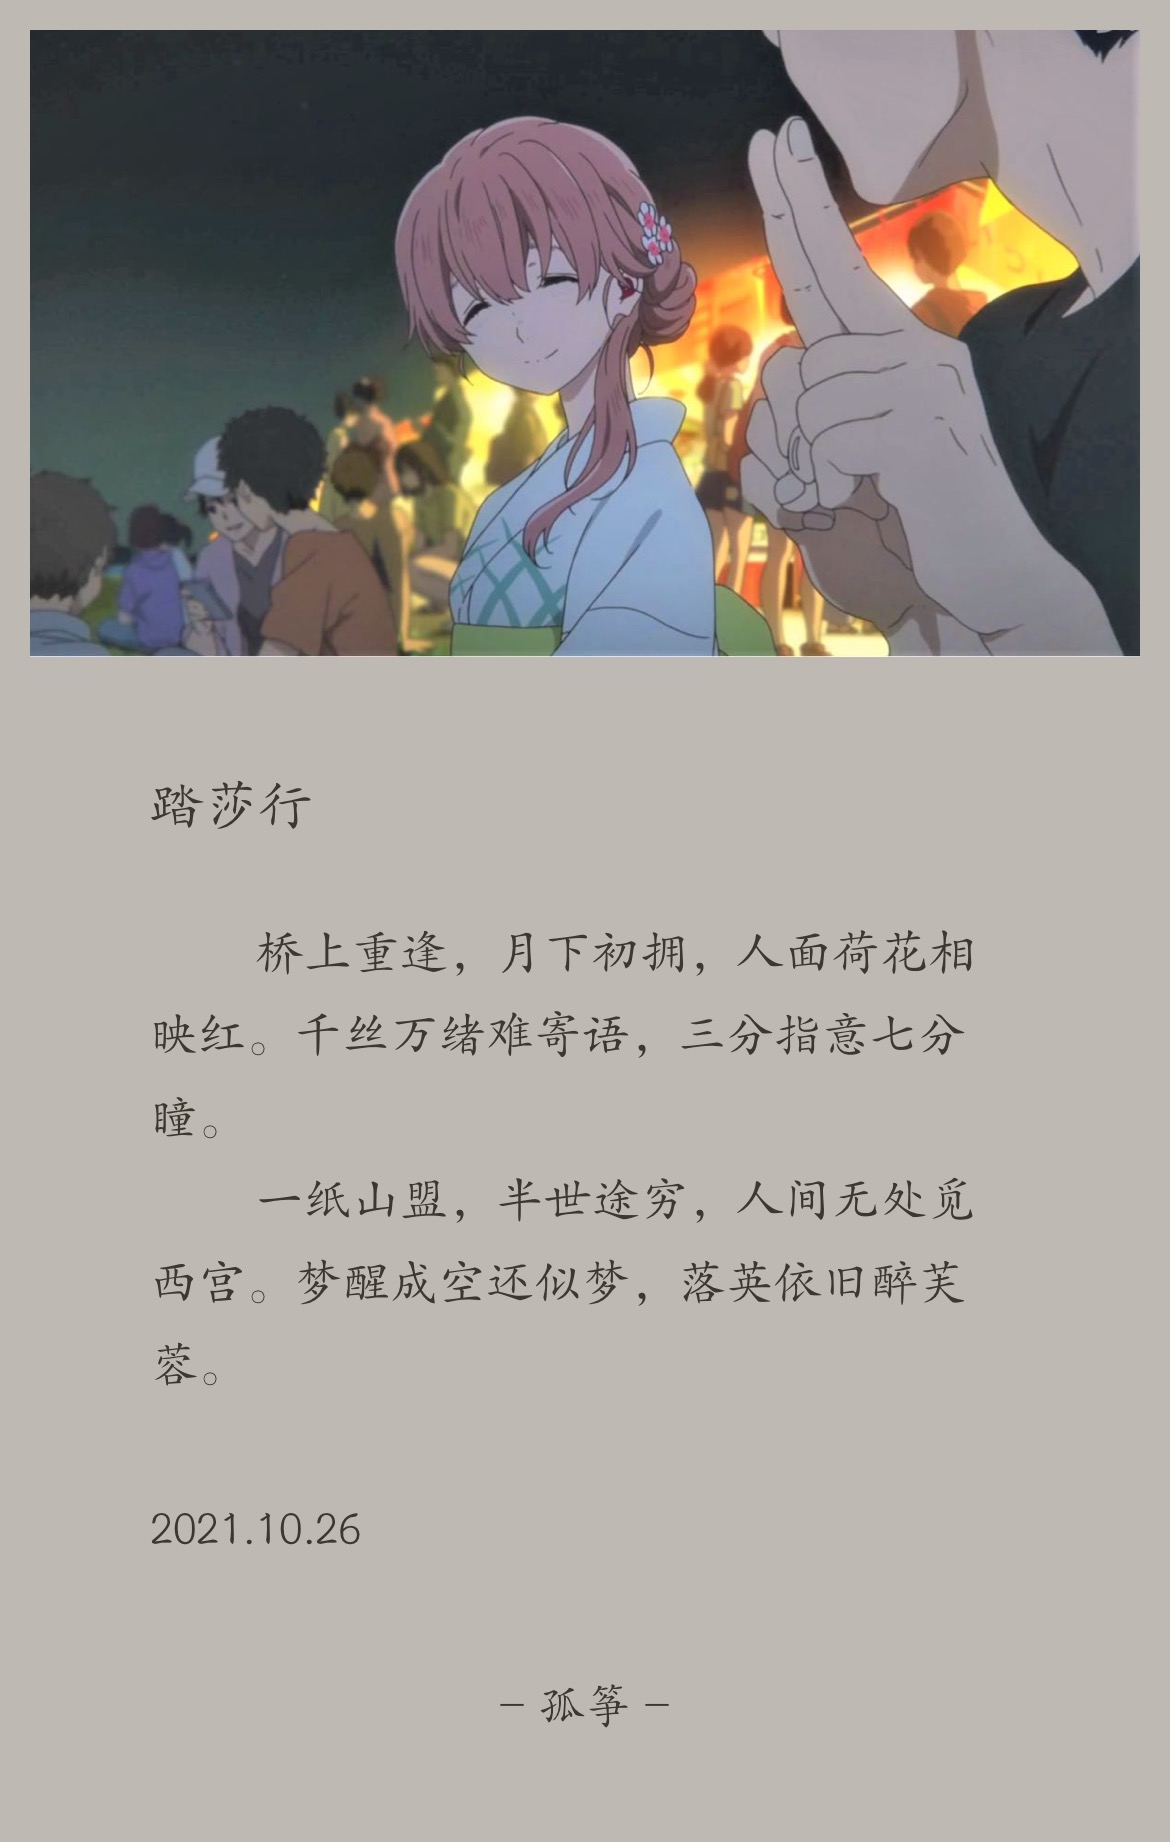 踏莎行
桥上重逢，月下初拥，人面荷花相
映红。千丝万绪难寄语，三分指意七分
瞳。
一纸山盟，半世途穷，人间无处觅
西宫。梦醒成空还似梦，落英依旧醉芙
蓉。
2021.10.26
– 孤筝 –